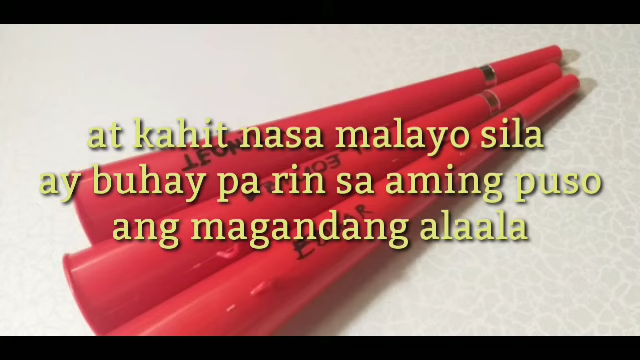 at kahit nasa malayo sila
ay buhay pa rin sa aming puso
ang magandang alaala